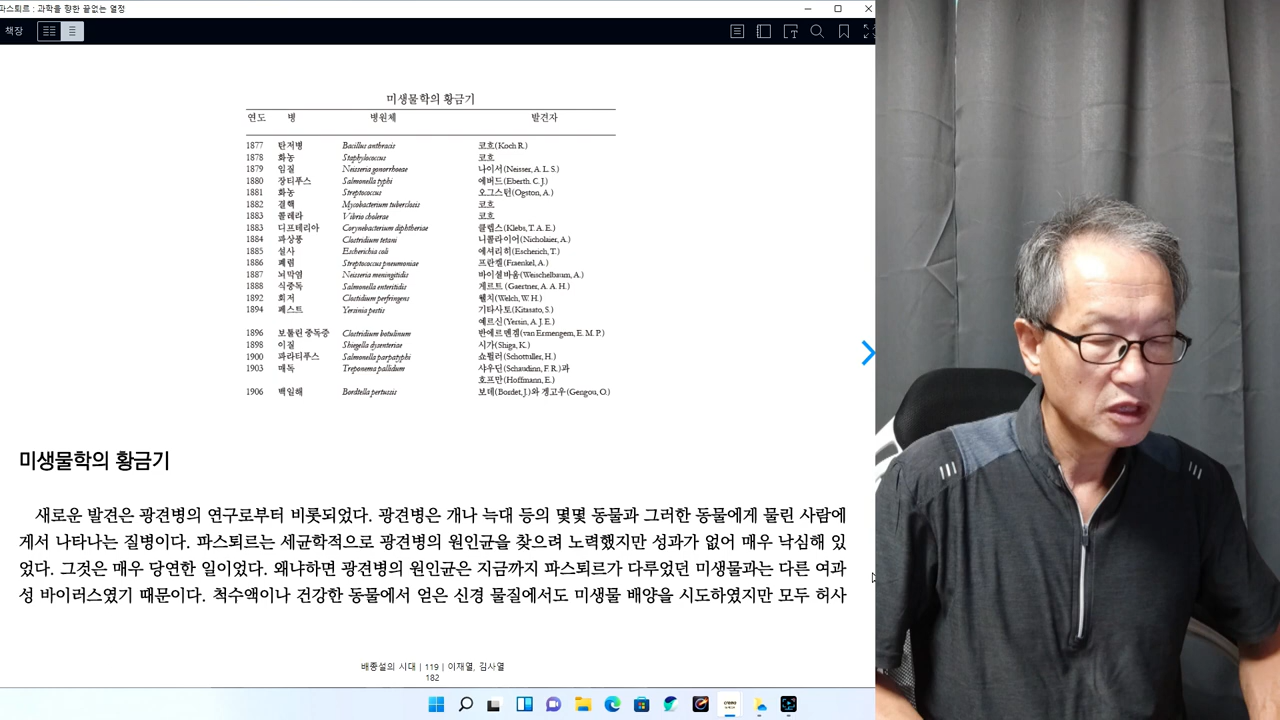 파스퇴르 : 과학을 향한 끝없는 열정
책장
미생물학의 황금기
연도 병 병원체 발견자
1877 탄저병 Bacillus anthracis 코흐(Koch R.)
1878 화농 Staphylococcus 코흐
1879 임질 Neisseria gonorrhoeae 나이서(Neisser, A. L. S.)
1880 장티푸스 Salmonella typhi 에버드(Eberth. C. J.)
1881 화농 Streptococcus 오그스턴(Ogston, A.)
1882 결핵 Mycobacterium tuberclosis 코흐
1883 콜레라 Vibrio cholerae 코흐
1883 디프테리아 Corynebacterium diphtheriae 클렙스(Klebs, T. A. E.)
1884 파상풍 Clostridium tetani 니콜라이어(Nicholaier, A.)
1885 설사 Escherichia coli 에셔리히(Escherich, T.)
1886 폐렴 Streptococcus pneumoniae 프란켈(Fraenkel, A.)
1887 뇌막염 Neisseria meningitidis 바이셀바움(Weischelbaum, A.)
1888 식중독 Salmonella enteritidis 게르트(Gaertner, A. A. H.)
1892 회저 Clostidium perfringens 웰치(Welch, W. H.)
1894 페스트 Yersinia pestis 기타사토(Kitasato, S.)
예르신(Yersin, A. J. E.)
1896 보툴린 중독증 Clostridium botulinum 반에르멘겜(van Ermengem, E. M. P.)
1898 이질 Shiegella dysenteriae 시가(Shiga, K.)
1900 파라티푸스 Salmonella parpatyphi 쇼뮐러(Schottuller, H.)
1903 매독 Treponema pallidum 샤우딘(Schaudinn, F. R.)과
호프만(Hoffmann, E.)
1906 백일해 Bordtella pertussis 보데(Bordet, J.)와 겡고우(Gengou, O.)
미생물학의 황금기
새로운 발견은 광견병의 연구로부터 비롯되었다. 광견병은 개나 늑대 등의 몇몇 동물과 그러한 동물에게 물린 사람에
게서 나타나는 질병이다. 파스퇴르는 세균학적으로 광견병의 원인균을 찾으려 노력했지만 성과가 없어 매우 낙심해 있
었다. 그것은 매우 당연한 일이었다. 왜냐하면 광견병의 원인균은 지금까지 파스퇴르가 다루었던 미생물과는 다른 여과
성 바이러스였기 때문이다. 척수액이나 건강한 동물에서 얻은 신경 물질에서도 미생물 배양을 시도하였지만 모두 허사
배종설의 시대 | 119 | 이재열, 김사열
182